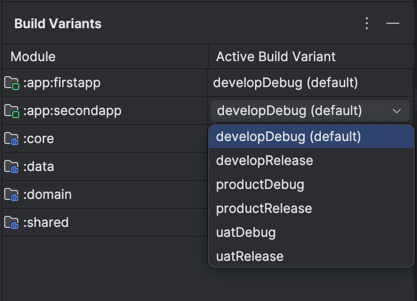 Build Variants
Module Active Build Variant
:app:firstapp developDebug (default)
:app:secondapp developDebug (default)
:core developDebug (default)
:data developRelease
:domain productDebug
:shared productRelease
uatDebug
uatRelease